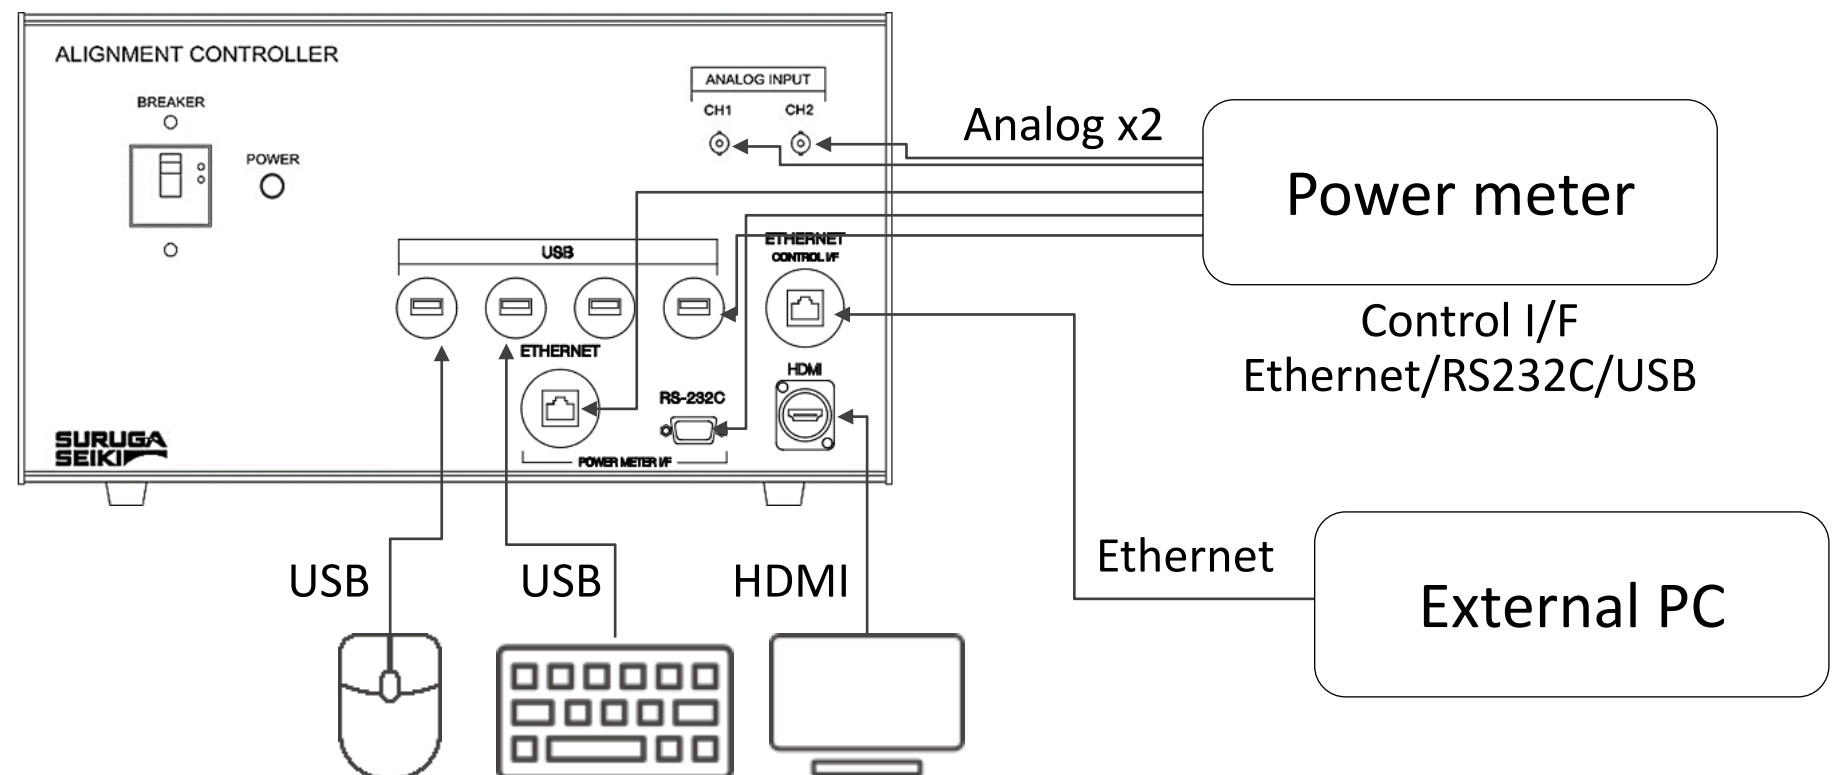 ALIGNMENT CONTROLLER
BREAKER
POWER
ANALOG INPUT
CH1
CH2
Analog x2
Power meter
Control I/F
Ethernet/RS232C/USB
USB
ETHERNET
CONTROL I/F
ETHERNET
RS-232C
HDMI
POWER METER I/F
SURUGA
SEIKI
USB
USB
HDMI
Ethernet
External PC